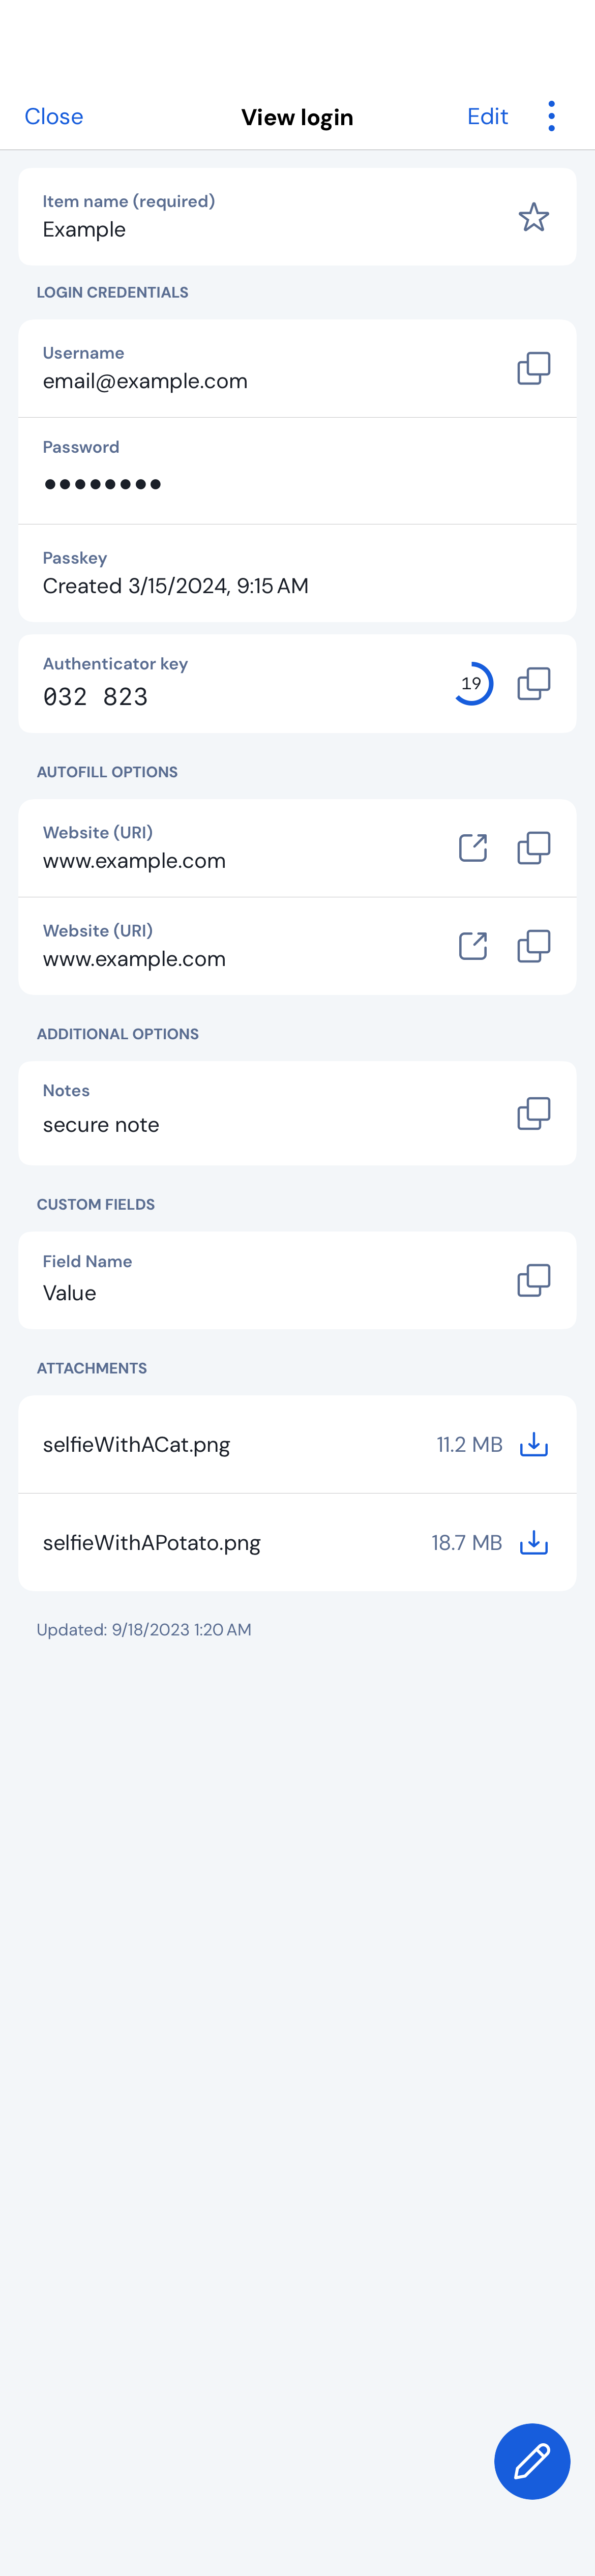 Close View login Edit
Item name (required)
Example
LOGIN CREDENTIALS
Username
email@example.com
Password
●●●●●●●●
Passkey
Created 3/15/2024, 9:15 AM
Authenticator key
032 823 19
AUTOFILL OPTIONS
Website (URI)
www.example.com
Website (URI)
www.example.com
ADDITIONAL OPTIONS
Notes
secure note
CUSTOM FIELDS
Field Name
Value
ATTACHMENTS
selfieWithACat.png 11.2 MB
selfieWithAPotato.png 18.7 MB
Updated: 9/18/2023 1:20 AM